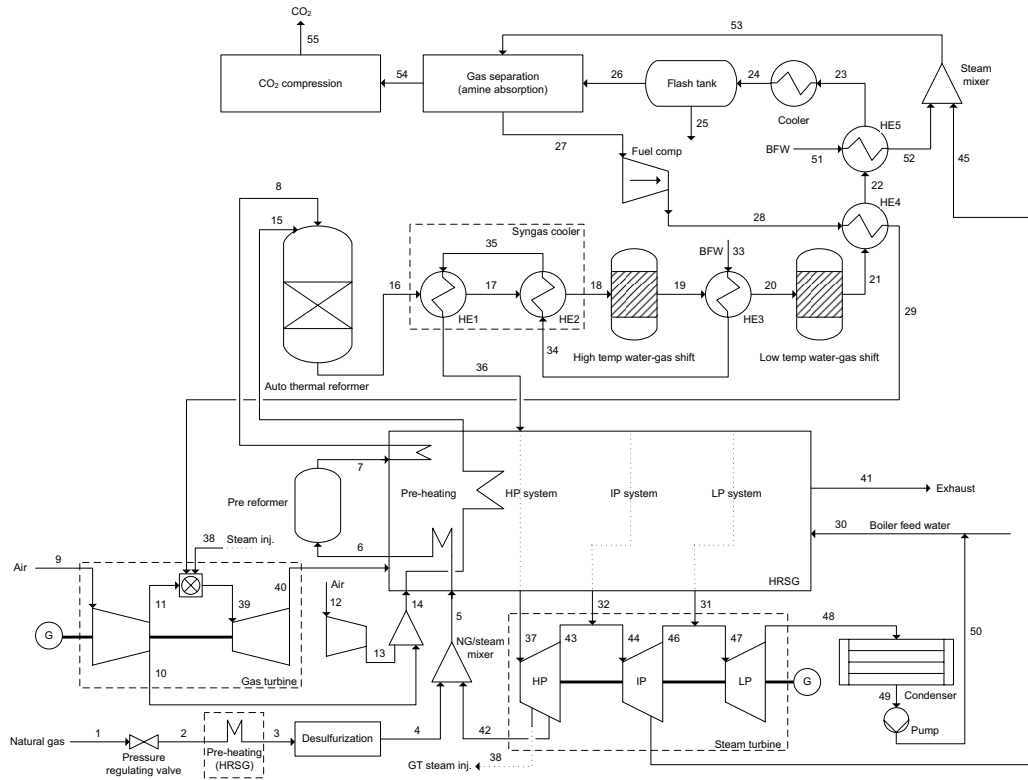 CO₂
55
53
CO₂ compression
54
Gas separation
(amine absorption)
26
Flash tank
24
23
Steam
mixer
25
Cooler
HE5
BFW
51
52
45
27
Fuel comp
22
HE4
8
28
15
Syngas cooler
35
BFW
33
16
17
18
19
20
21
29
HE1
HE2
HE3
34
High temp water-gas shift
Low temp water-gas shift
36
Auto thermal reformer
7
Pre-heating
HP system
IP system
LP system
41
Exhaust
Pre reformer
6
30
Boiler feed water
38
Steam inj.
HRSG
9
Air
40
Air
11
39
12
14
5
32
31
G
13
NG/steam
mixer
37
43
44
46
47
48
50
10
Gas turbine
HP
IP
LP
G
49
Condenser
Pump
Natural gas
1
2
3
Desulfurization
4
42
Pre-heating
(HRSG)
Pressure
regulating valve
GT steam inj.
38
Steam turbine